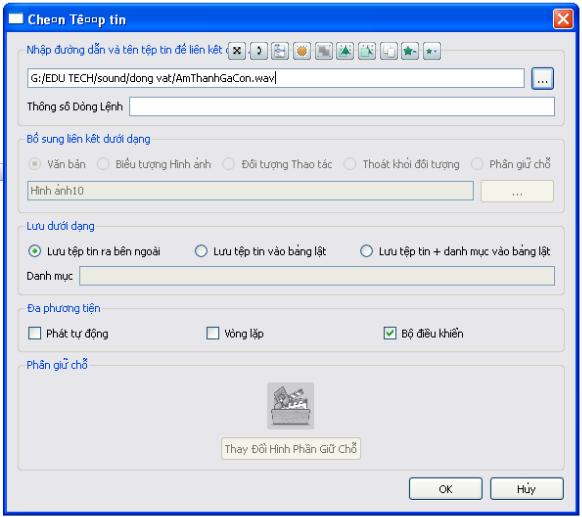 Che¤n Tê¤¤p tin
Nhập đường dẫn và tên tệp tin để liên kết
G:/EDU TECH/sound/dong vat/AmThanhGaCon.wav
...
Thông số Dòng Lệnh
Bổ sung liên kết dưới dạng
Văn bản Biểu tượng Hình ảnh Đối tượng Thao tác Thoát khỏi đối tượng Phần giữ chỗ
Hình ảnh10
...
Lưu dưới dạng
Lưu tệp tin ra bên ngoài Lưu tệp tin vào bảng lật Lưu tệp tin + danh mục vào bảng lật
Danh mục
Đa phương tiện
Phát tự động Vòng lặp Bộ điều khiển
Phần giữ chỗ
Thay Đổi Hình Phần Giữ Chỗ
OK Hủy